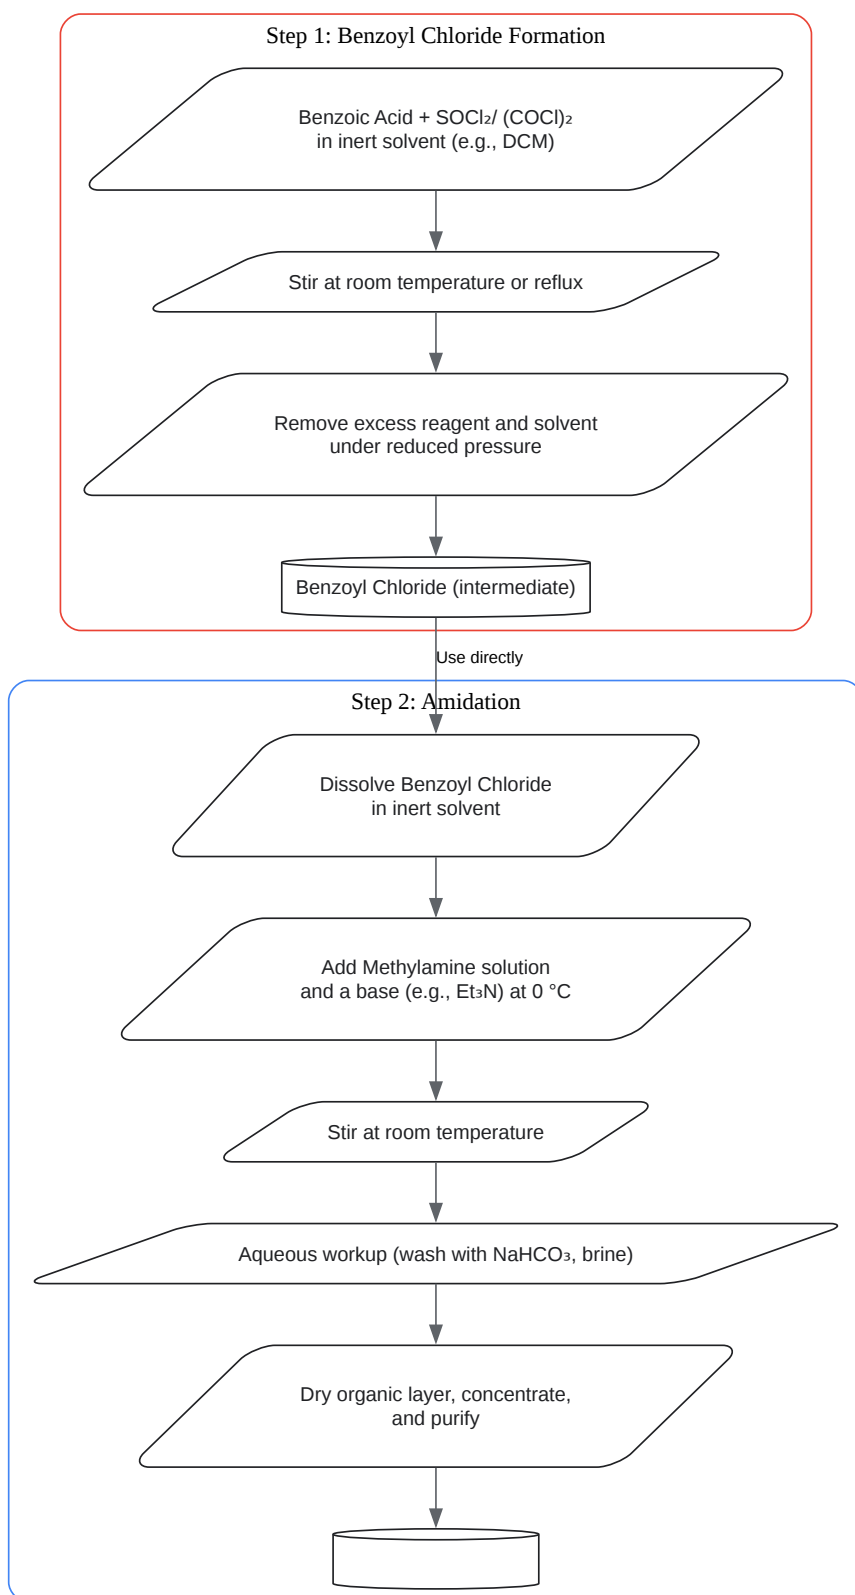 Step 1: Benzoyl Chloride Formation
Benzoic Acid + SOCl₂/ (COCl)₂
in inert solvent (e.g., DCM)
Stir at room temperature or reflux
Remove excess reagent and solvent
under reduced pressure
Benzoyl Chloride (intermediate)
Use directly
Step 2: Amidation
Dissolve Benzoyl Chloride
in inert solvent
Add Methylamine solution
and a base (e.g., Et₃N) at 0 °C
Stir at room temperature
Aqueous workup (wash with NaHCO₃, brine)
Dry organic layer, concentrate,
and purify